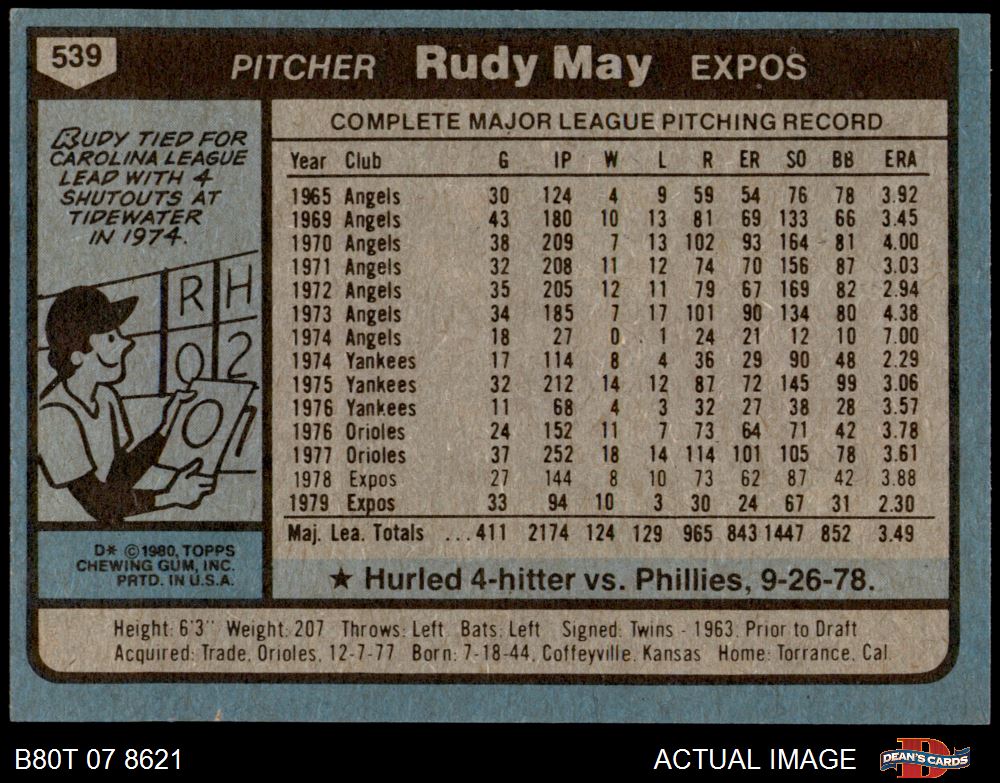 539
PITCHER Rudy May EXPOS
RUDY TIED FOR
CAROLINA LEAGUE
LEAD WITH 4
SHUTOUTS AT
TIDEWATER
IN 1974.
R H
0 2
0 1
D* ©1980, TOPPS
CHEWING GUM, INC.
PRTD. IN U.S.A.
COMPLETE MAJOR LEAGUE PITCHING RECORD
Year Club G IP W L R ER SO BB ERA
1965 Angels 30 124 4 9 59 54 76 78 3.92
1969 Angels 43 180 10 13 81 69 133 66 3.45
1970 Angels 38 209 7 13 102 93 164 81 4.00
1971 Angels 32 208 11 12 74 70 156 87 3.03
1972 Angels 35 205 12 11 79 67 169 82 2.94
1973 Angels 34 185 7 17 101 90 134 80 4.38
1974 Angels 18 27 0 1 24 21 12 10 7.00
1974 Yankees 17 114 8 4 36 29 90 48 2.29
1975 Yankees 32 212 14 12 87 72 145 99 3.06
1976 Yankees 11 68 4 3 32 27 38 28 3.57
1976 Orioles 24 152 11 7 73 64 71 42 3.78
1977 Orioles 37 252 18 14 114 101 105 78 3.61
1978 Expos 27 144 8 10 73 62 87 42 3.88
1979 Expos 33 94 10 3 30 24 67 31 2.30
Maj. Lea. Totals ...411 2174 124 129 965 843 1447 852 3.49
★ Hurled 4-hitter vs. Phillies, 9-26-78.
Height: 6'3" Weight: 207 Throws: Left Bats: Left Signed: Twins - 1963, Prior to Draft
Acquired: Trade, Orioles, 12-7-77 Born: 7-18-44, Coffeyville, Kansas Home: Torrance, Cal.
B80T 07 8621
ACTUAL IMAGE
DEAN'S CARDS